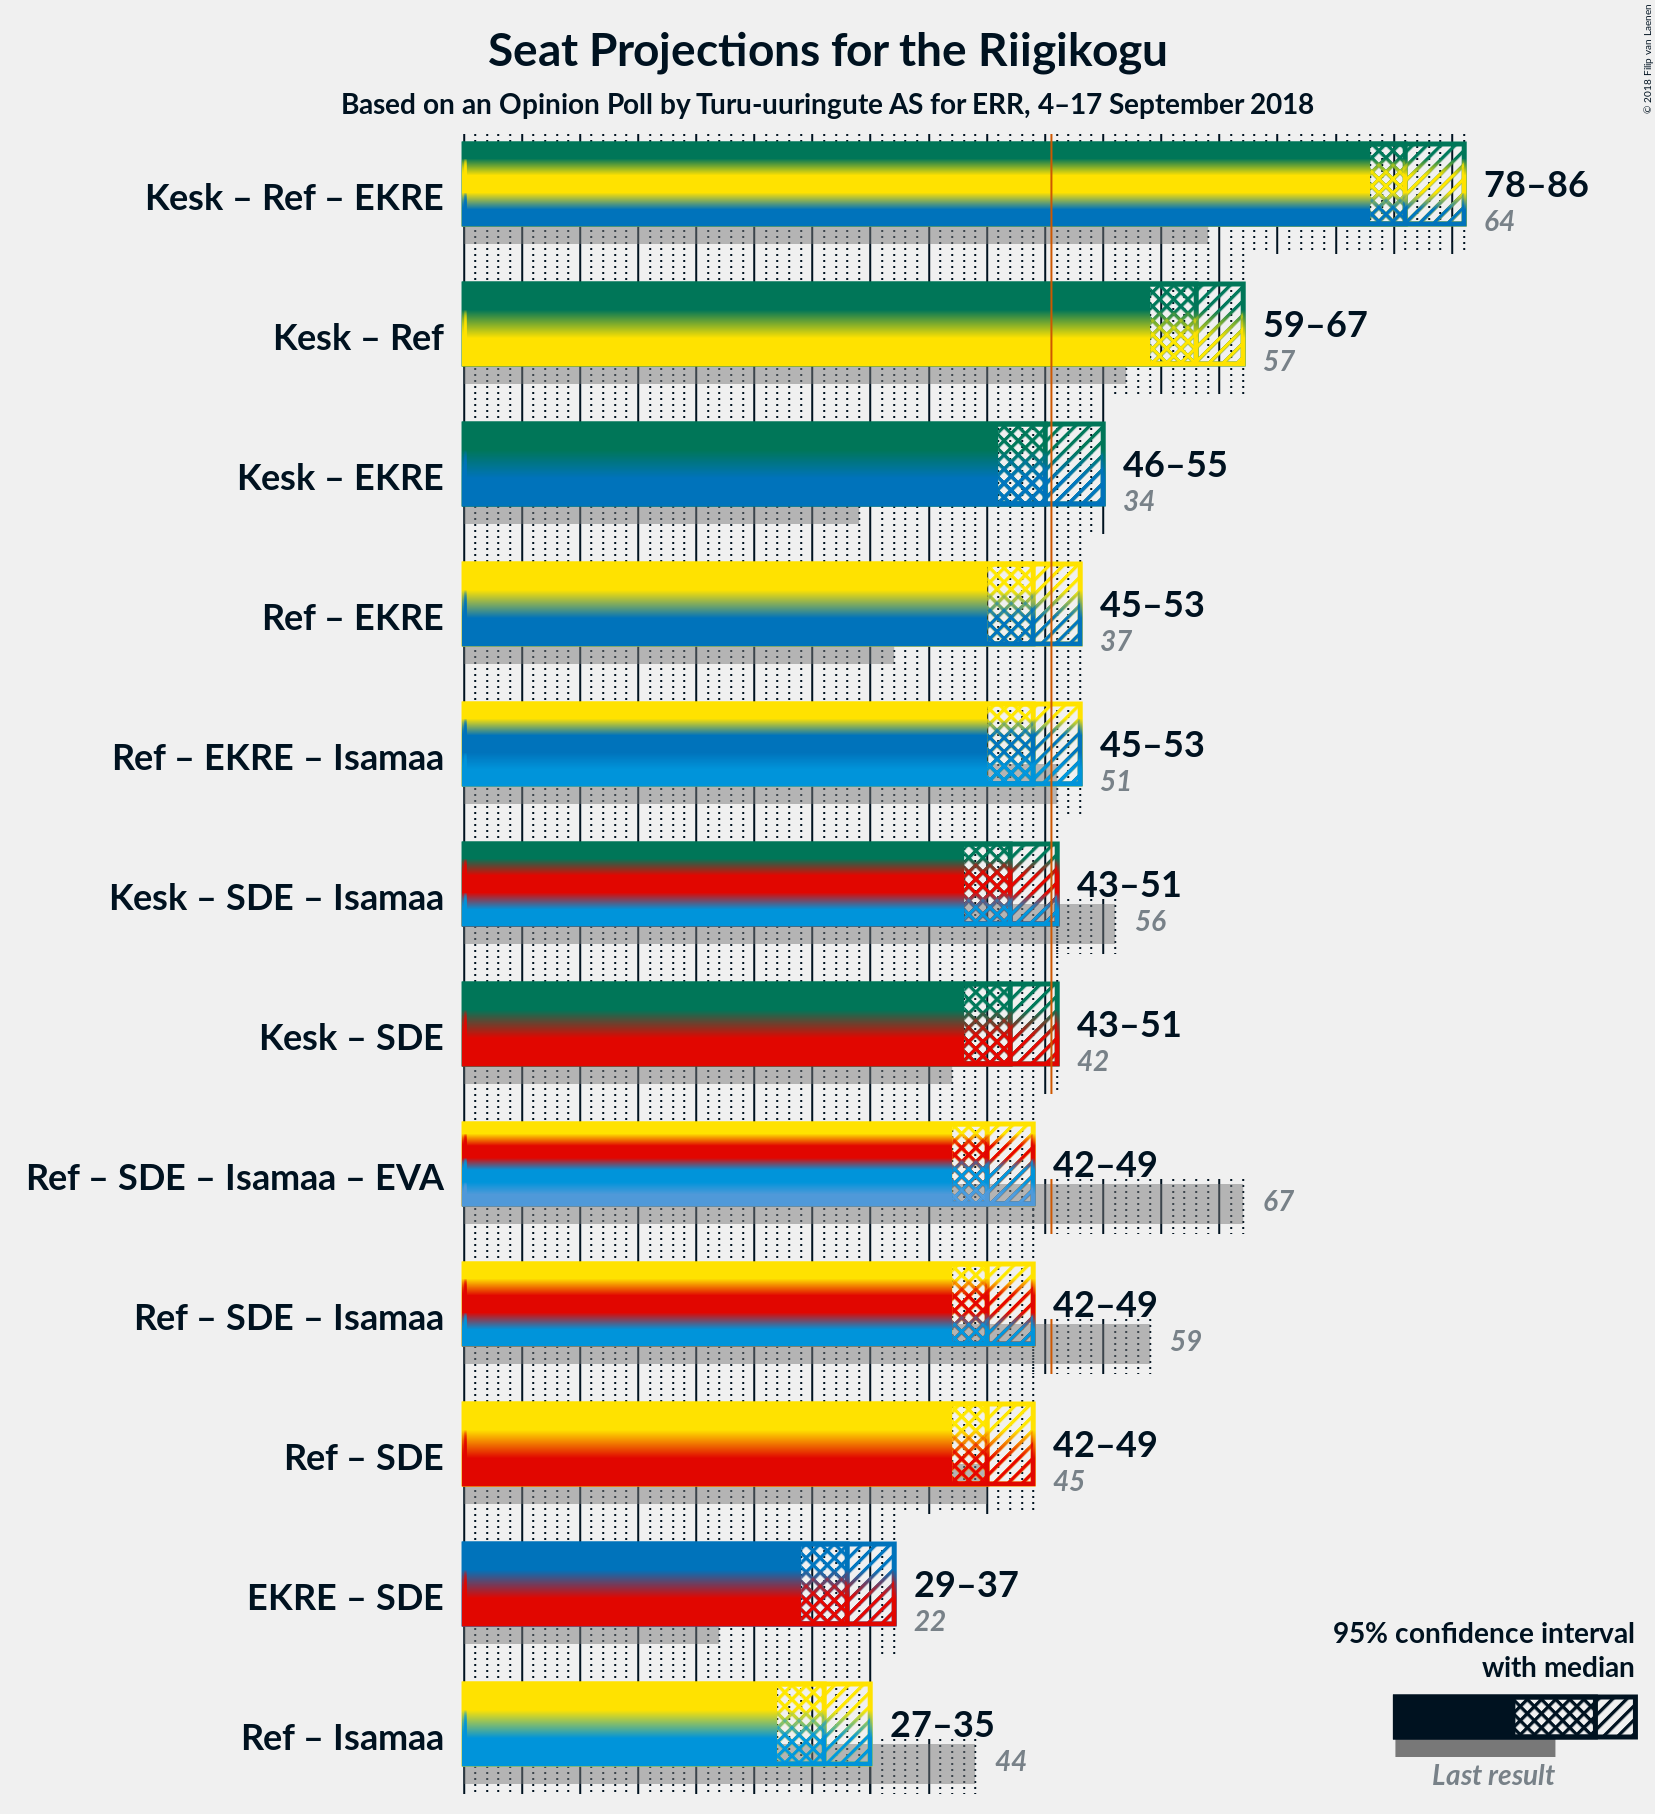 Seat Projections for the Riigikogu
Based on an Opinion Poll by Turu-uuringute AS for ERR, 4–17 September 2018
© 2018 Filip van Laenen
Kesk – Ref – EKRE
78–86
64
Kesk – Ref
59–67
57
Kesk – EKRE
46–55
34
Ref – EKRE
45–53
37
Ref – EKRE – Isamaa
45–53
51
Kesk – SDE – Isamaa
43–51
56
Kesk – SDE
43–51
42
Ref – SDE – Isamaa – EVA
42–49
67
Ref – SDE – Isamaa
42–49
59
Ref – SDE
42–49
45
EKRE – SDE
29–37
22
Ref – Isamaa
27–35
44
95% confidence interval
with median
Last result